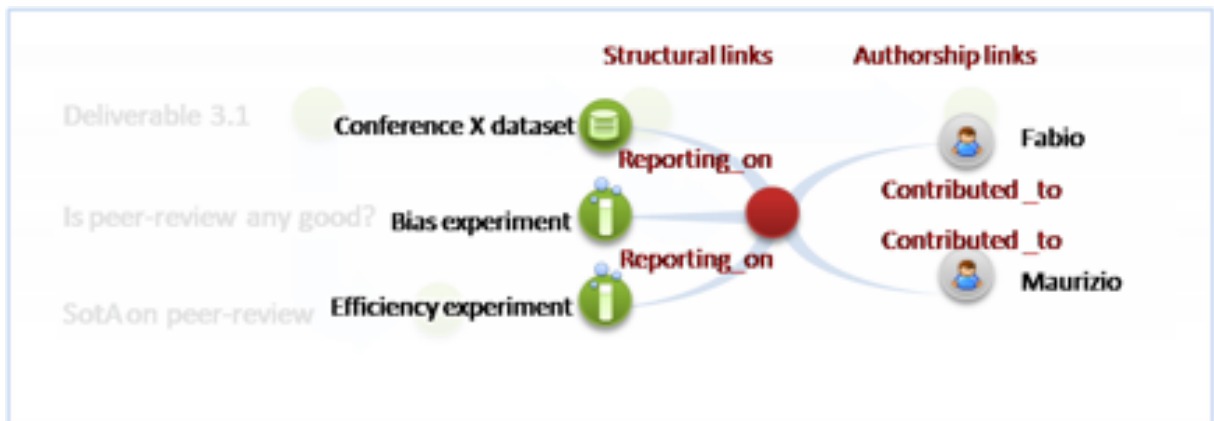 Structural links
Authorship links
Deliverable 3.1
Conference X dataset
Fabio
Reporting_on
Contributed _to
Is peer-review any good?
Bias experiment
Contributed _to
Reporting_on
Maurizio
SotA on peer-review
Efficiency experiment